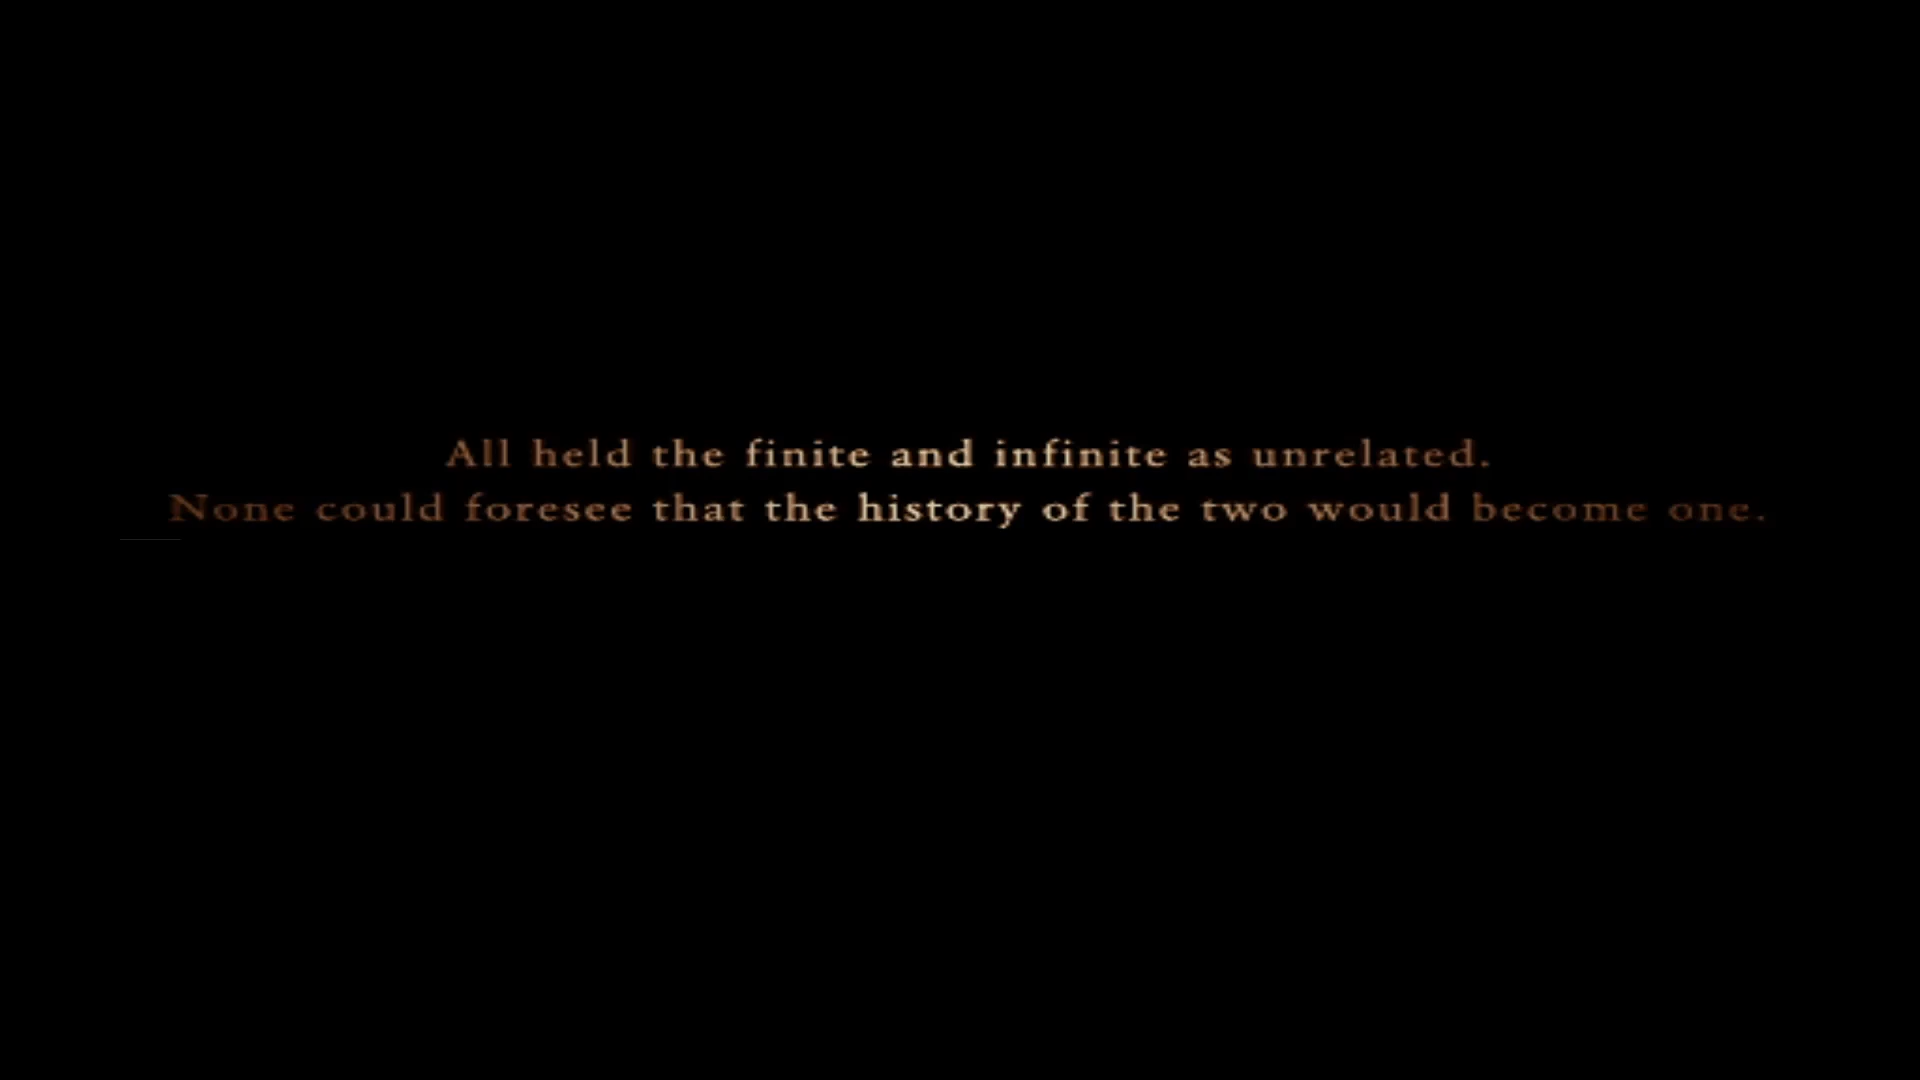 All held the finite and infinite as unrelated.
None could foresee that the history of the two would become one.